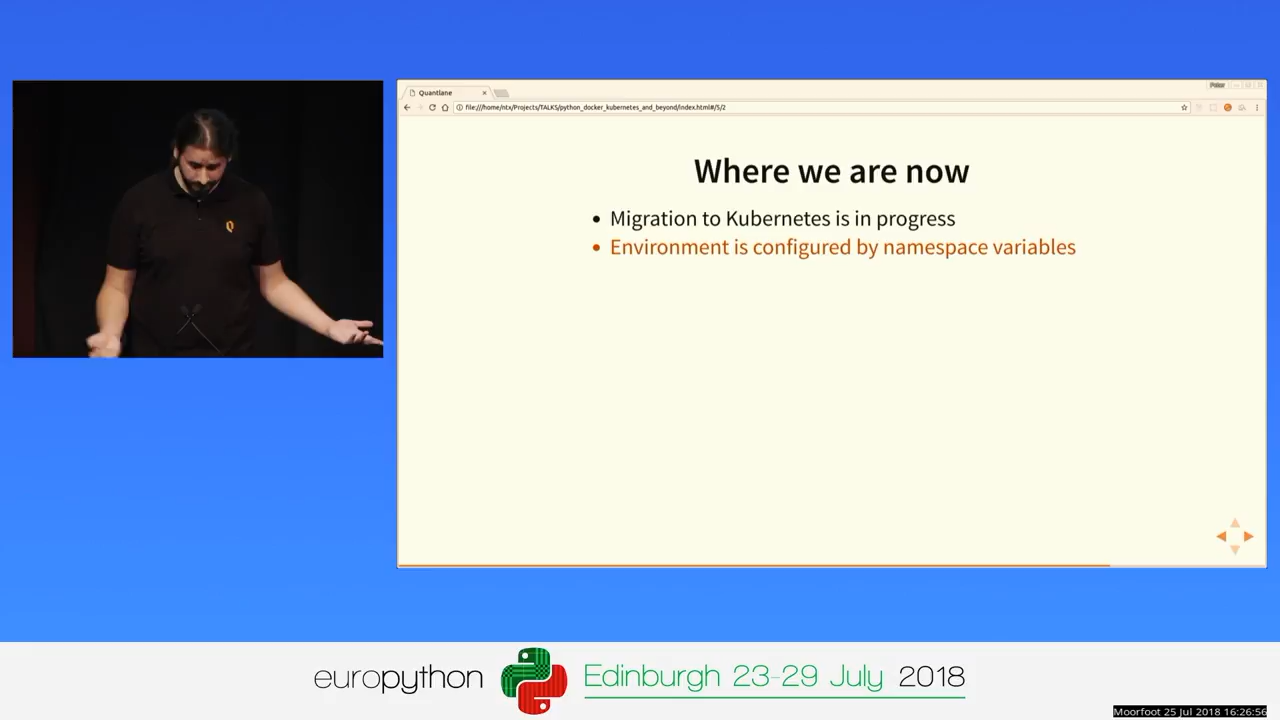 Quantlane
Peter
file:///home/ntx/Projects/TALKS/python_docker_kubernetes_and_beyond/index.html#/5/2
Where we are now
• Migration to Kubernetes is in progress
• Environment is configured by namespace variables
europython
Edinburgh 23-29 July 2018
Moorfoot 25 Jul 2018 16:26:56